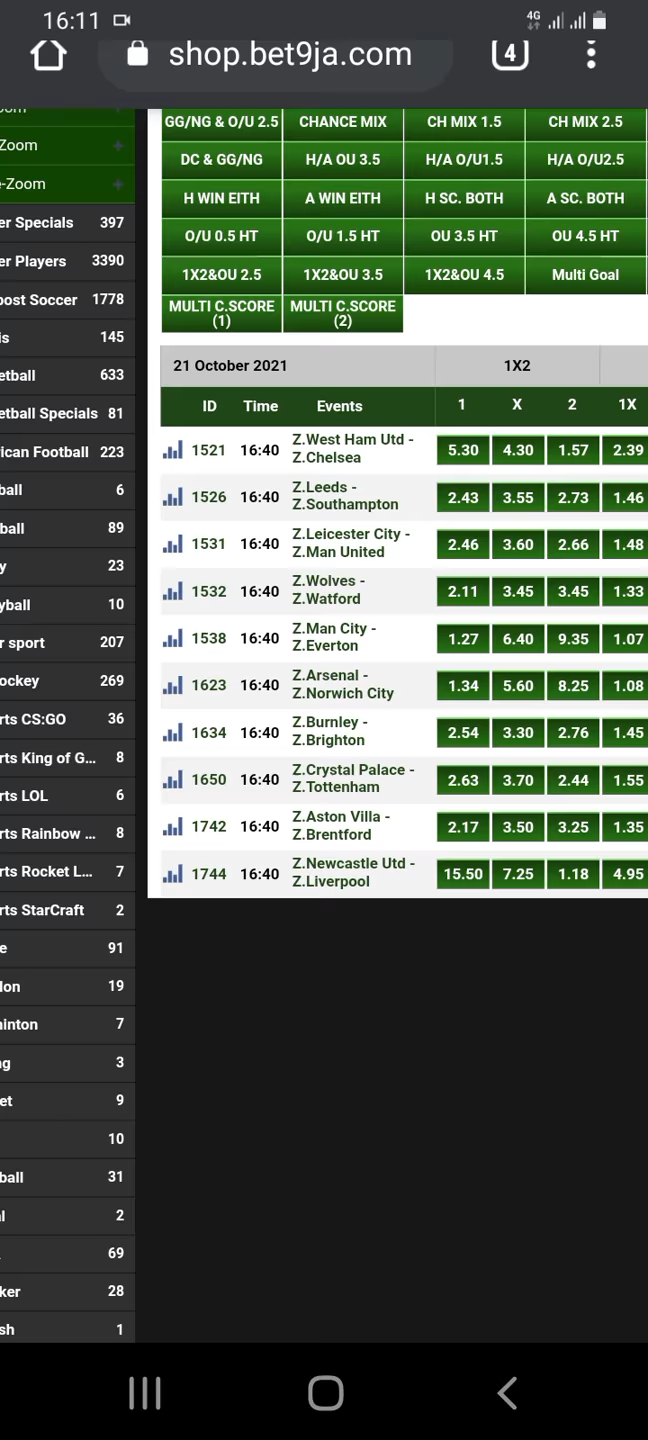 16:11
4G
shop.bet9ja.com
4
Zoom
e-Zoom
er Specials 397
er Players 3390
post Soccer 1778
is 145
etball 633
etball Specials 81
rican Football 223
ball 6
ball 89
y 23
yball 10
r sport 207
ockey 269
rts CS:GO 36
rts King of G... 8
rts LOL 6
rts Rainbow ... 8
rts Rocket L... 7
rts StarCraft 2
e 91
lon 19
ninton 7
ng 3
et 9
10
ball 31
al 2
69
ker 28
sh 1
GG/NG & O/U 2.5 CHANCE MIX CH MIX 1.5 CH MIX 2.5
DC & GG/NG H/A OU 3.5 H/A O/U1.5 H/A O/U2.5
H WIN EITH A WIN EITH H SC. BOTH A SC. BOTH
O/U 0.5 HT O/U 1.5 HT OU 3.5 HT OU 4.5 HT
1X2&OU 2.5 1X2&OU 3.5 1X2&OU 4.5 Multi Goal
MULTI C.SCORE (1) MULTI C.SCORE (2)
21 October 2021 1X2
ID Time Events 1 X 2 1X
1521 16:40 Z.West Ham Utd - Z.Chelsea 5.30 4.30 1.57 2.39
1526 16:40 Z.Leeds - Z.Southampton 2.43 3.55 2.73 1.46
1531 16:40 Z.Leicester City - Z.Man United 2.46 3.60 2.66 1.48
1532 16:40 Z.Wolves - Z.Watford 2.11 3.45 3.45 1.33
1538 16:40 Z.Man City - Z.Everton 1.27 6.40 9.35 1.07
1623 16:40 Z.Arsenal - Z.Norwich City 1.34 5.60 8.25 1.08
1634 16:40 Z.Burnley - Z.Brighton 2.54 3.30 2.76 1.45
1650 16:40 Z.Crystal Palace - Z.Tottenham 2.63 3.70 2.44 1.55
1742 16:40 Z.Aston Villa - Z.Brentford 2.17 3.50 3.25 1.35
1744 16:40 Z.Newcastle Utd - Z.Liverpool 15.50 7.25 1.18 4.95